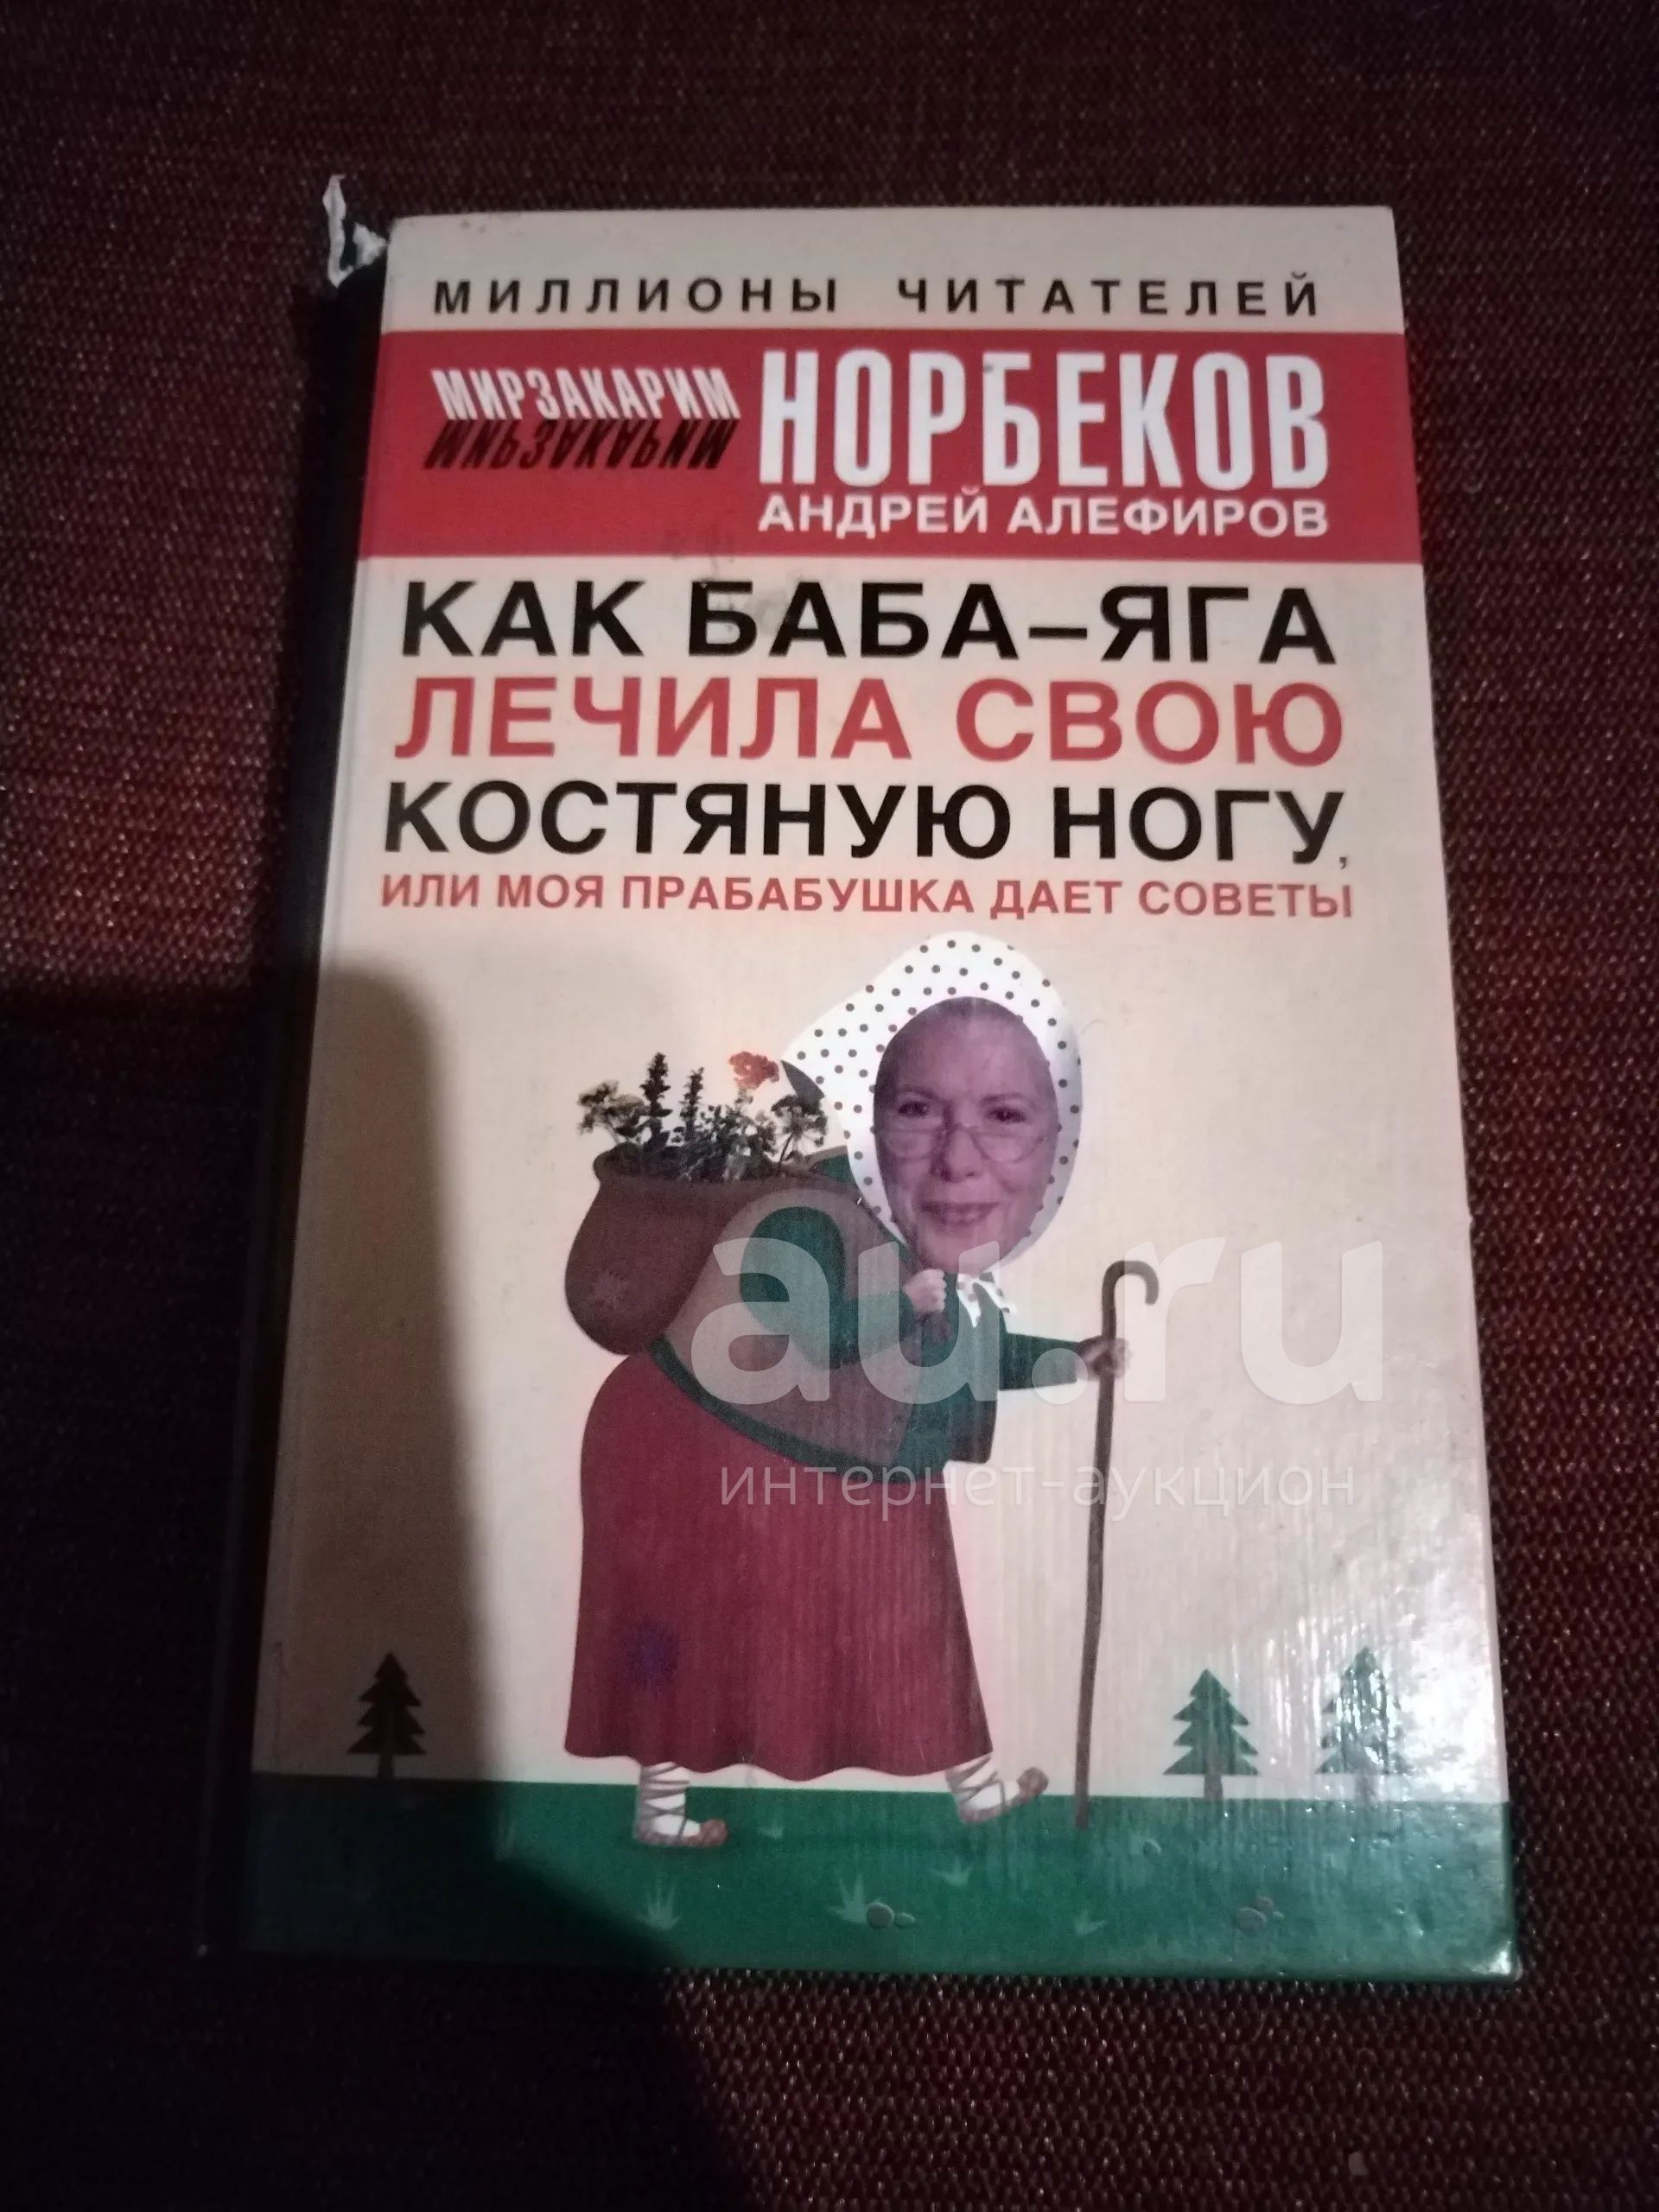 МИЛЛИОНЫ ЧИТАТЕЛЕЙ
МИРЗАКАРИМ НОРБЕКОВ
АНДРЕЙ АЛЕФИРОВ
КАК БАБА-ЯГА
ЛЕЧИЛА СВОЮ
КОСТЯНУЮ НОГУ,
ИЛИ МОЯ ПРАБАБУШКА ДАЕТ СОВЕТЫ
au.ru
интернет-аукцион